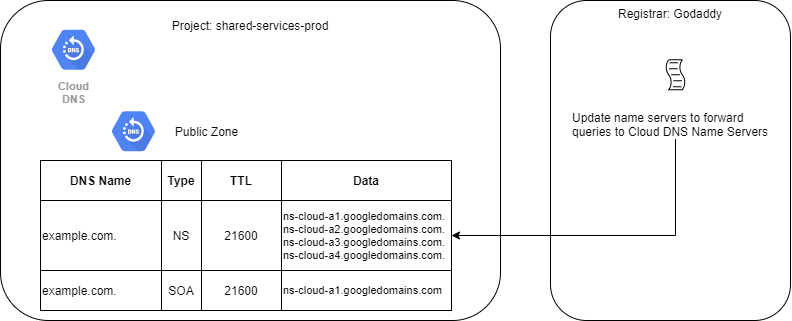 Project: shared-services-prod
Registrar: Godaddy
Cloud
DNS
Update name servers to forward
queries to Cloud DNS Name Servers
DNS
Public Zone
DNS Name Type TTL Data
example.com. NS 21600
ns-cloud-a1.googledomains.com.
ns-cloud-a2.googledomains.com.
ns-cloud-a3.googledomains.com.
ns-cloud-a4.googledomains.com.
example.com. SOA 21600 ns-cloud-a1.googledomains.com